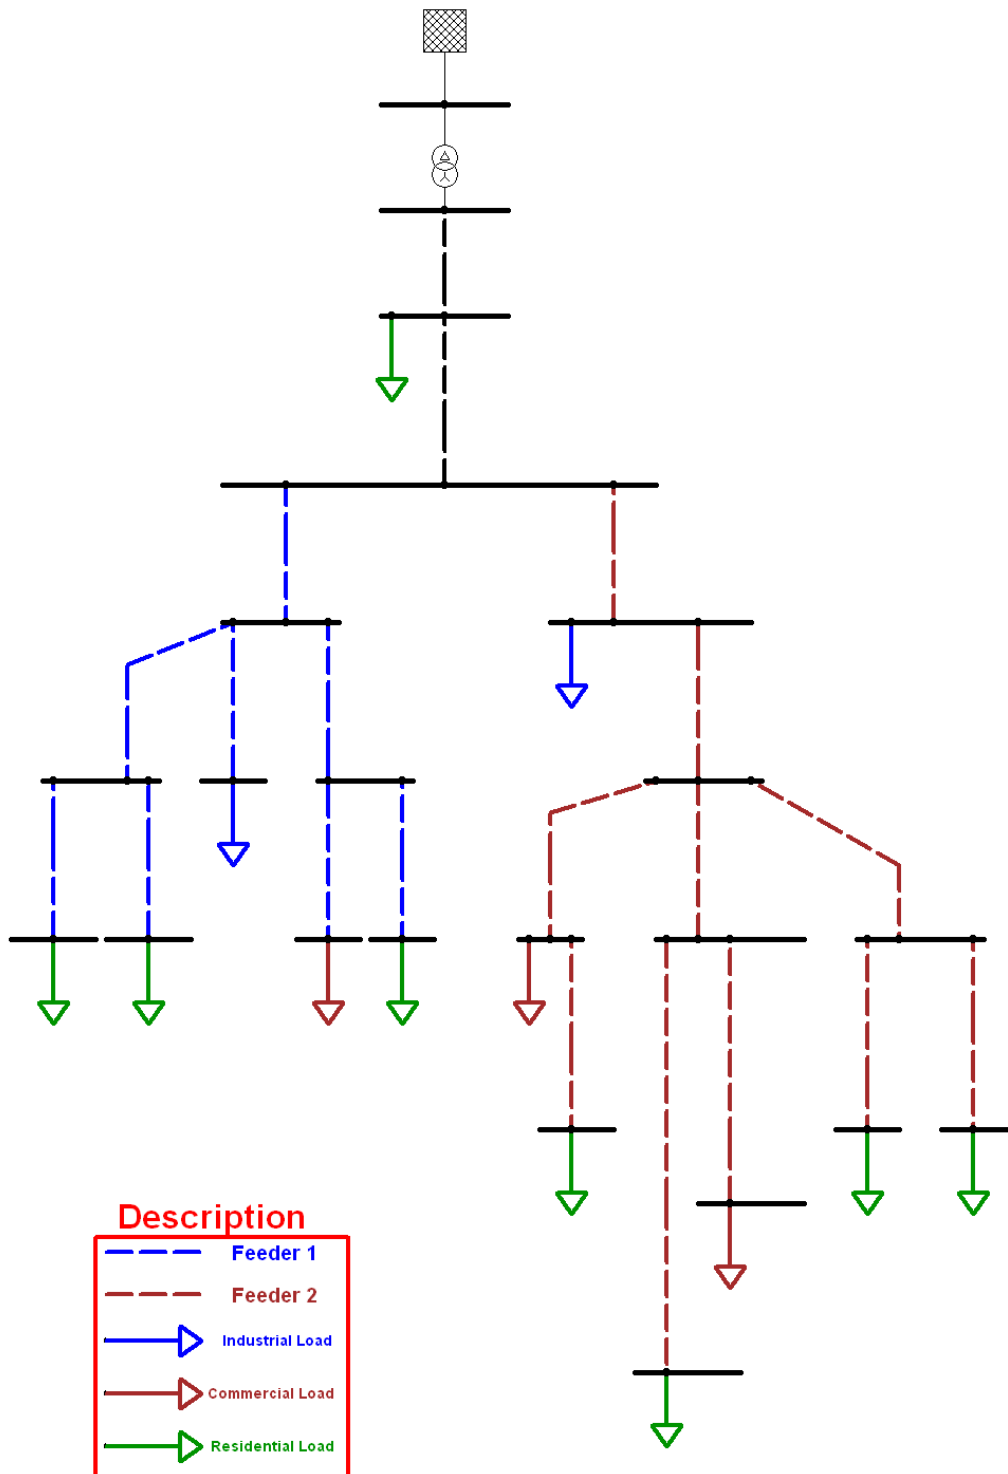 Description
Feeder 1
Feeder 2
Industrial Load
Commercial Load
Residential Load